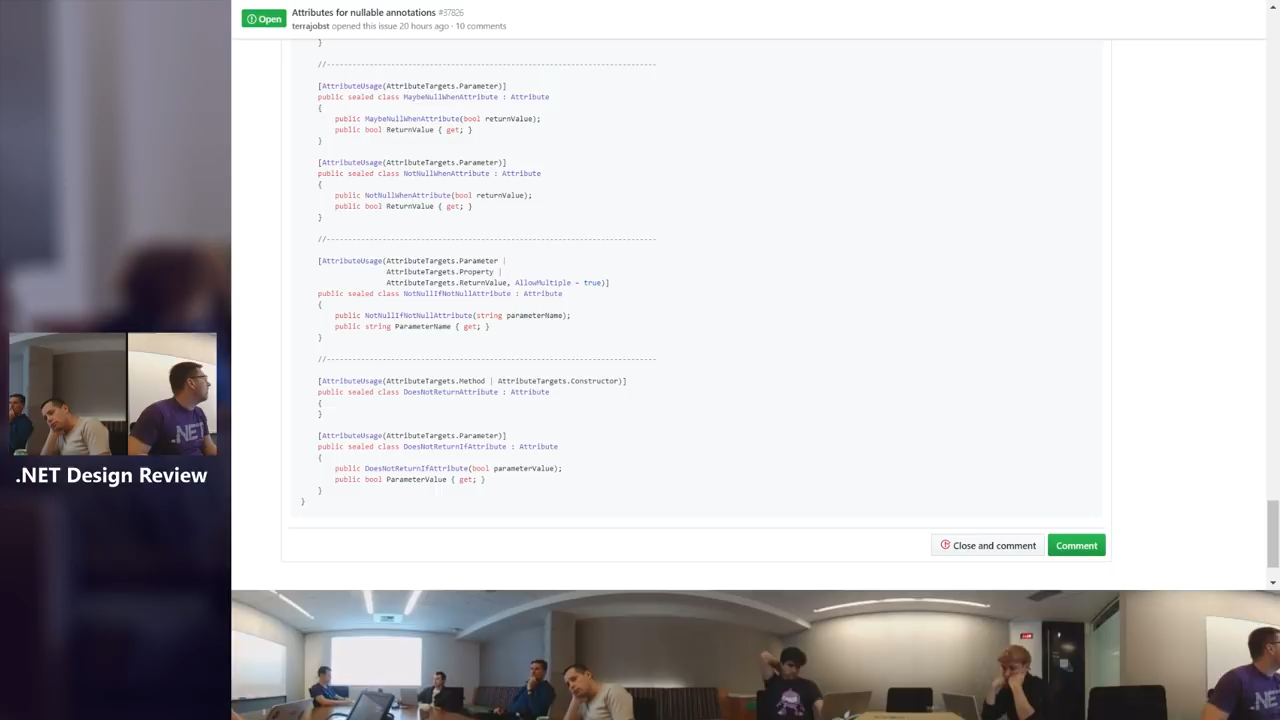 Open
Attributes for nullable annotations #37826
terrajobst opened this issue 20 hours ago · 10 comments
}
//-----------------------------------------------------------------------------
[AttributeUsage(AttributeTargets.Parameter)]
public sealed class MaybeNullWhenAttribute : Attribute
{
public MaybeNullWhenAttribute(bool returnValue);
public bool ReturnValue { get; }
}
[AttributeUsage(AttributeTargets.Parameter)]
public sealed class NotNullWhenAttribute : Attribute
{
public NotNullWhenAttribute(bool returnValue);
public bool ReturnValue { get; }
}
//-----------------------------------------------------------------------------
[AttributeUsage(AttributeTargets.Parameter |
AttributeTargets.Property |
AttributeTargets.ReturnValue, AllowMultiple = true)]
public sealed class NotNullIfNotNullAttribute : Attribute
{
public NotNullIfNotNullAttribute(string parameterName);
public string ParameterName { get; }
}
//-----------------------------------------------------------------------------
[AttributeUsage(AttributeTargets.Method | AttributeTargets.Constructor)]
public sealed class DoesNotReturnAttribute : Attribute
{
}
[AttributeUsage(AttributeTargets.Parameter)]
public sealed class DoesNotReturnIfAttribute : Attribute
{
public DoesNotReturnIfAttribute(bool parameterValue);
public bool ParameterValue { get; }
}
}
Close and comment
Comment
.NET
.NET Design Review
.NE